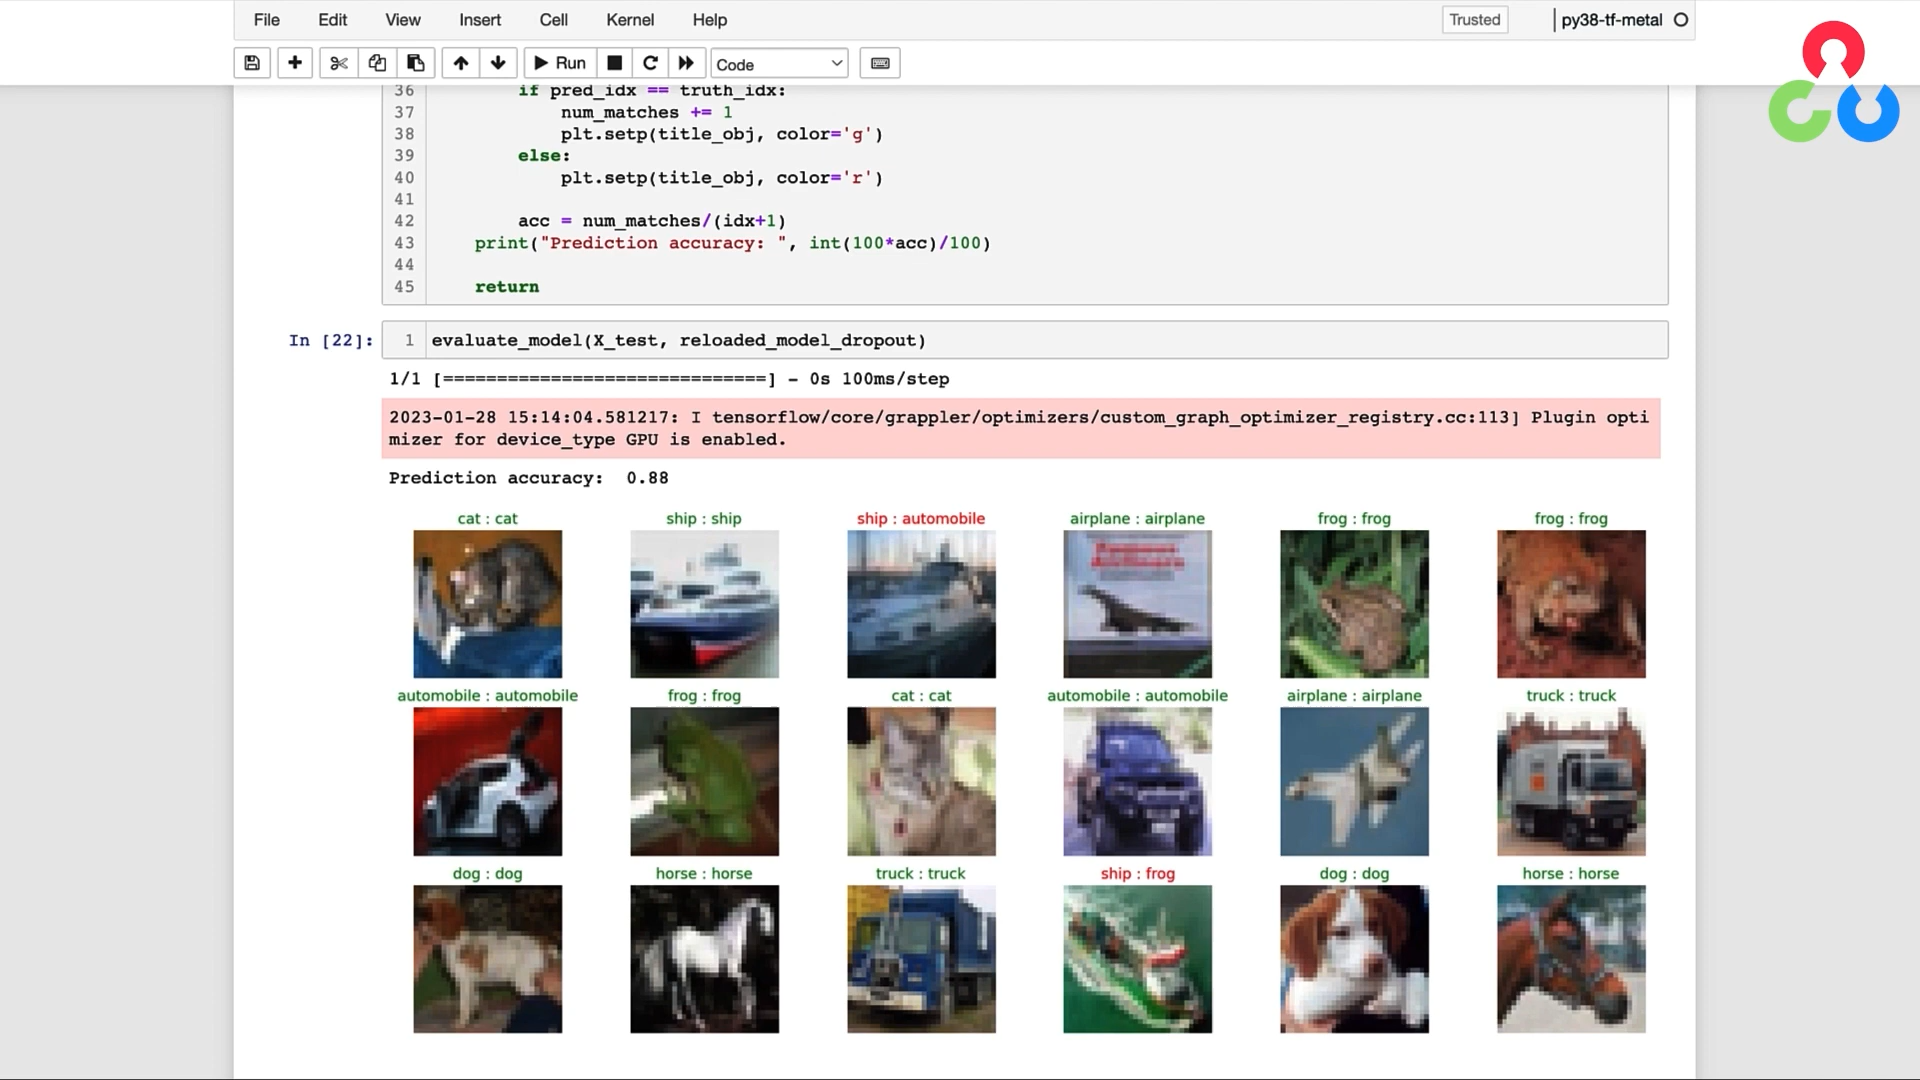 File Edit View Insert Cell Kernel Help Trusted py38-tf-metal
Run Code
36 if pred_idx == truth_idx:
37 num_matches += 1
38 plt.setp(title_obj, color='g')
39 else:
40 plt.setp(title_obj, color='r')
41
42 acc = num_matches/(idx+1)
43 print("Prediction accuracy: ", int(100*acc)/100)
44
45 return
In [22]: 1 evaluate_model(X_test, reloaded_model_dropout)
1/1 [==============================] - 0s 100ms/step
2023-01-28 15:14:04.581217: I tensorflow/core/grappler/optimizers/custom_graph_optimizer_registry.cc:113] Plugin opti
mizer for device_type GPU is enabled.
Prediction accuracy: 0.88
cat : cat ship : ship ship : automobile airplane : airplane frog : frog frog : frog
automobile : automobile frog : frog cat : cat automobile : automobile airplane : airplane truck : truck
dog : dog horse : horse truck : truck ship : frog dog : dog horse : horse